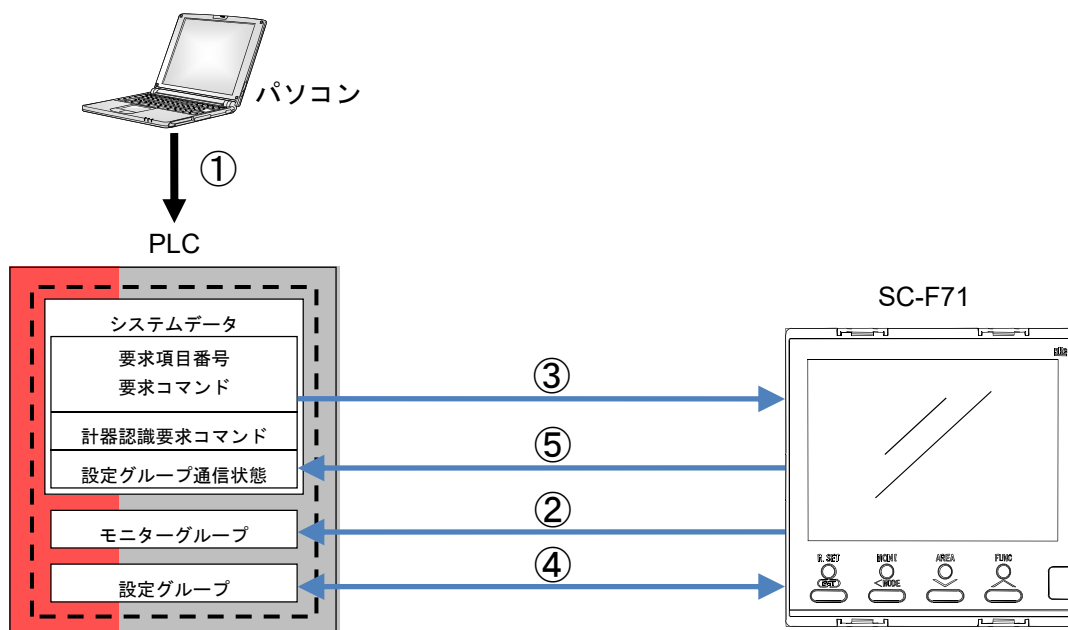 パソコン
①
PLC
SC-F71
システムデータ
要求項目番号
要求コマンド
③
計器認識要求コマンド
⑤
設定グループ通信状態
②
モニターグループ
④
設定グループ
R.SET
MONI
AREA
FUNC
<MODE